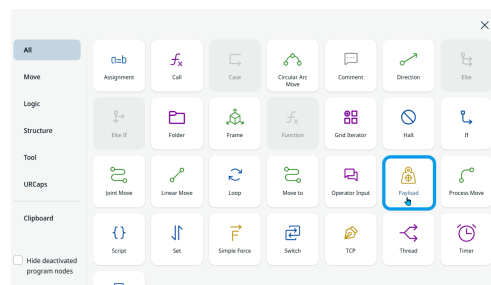 All
Move
Logic
Structure
Tool
URCaps
Clipboard
Hide deactivated
program nodes
a=b
Assignment
Call
Case
Circular Arc
Move
Comment
Direction
Else
Else If
Folder
Frame
Function
Grid Iterator
Halt
If
Joint Move
Linear Move
Loop
Move to
Operator Input
Payload
Process Move
Script
Set
Simple Force
Switch
TCP
Thread
Timer